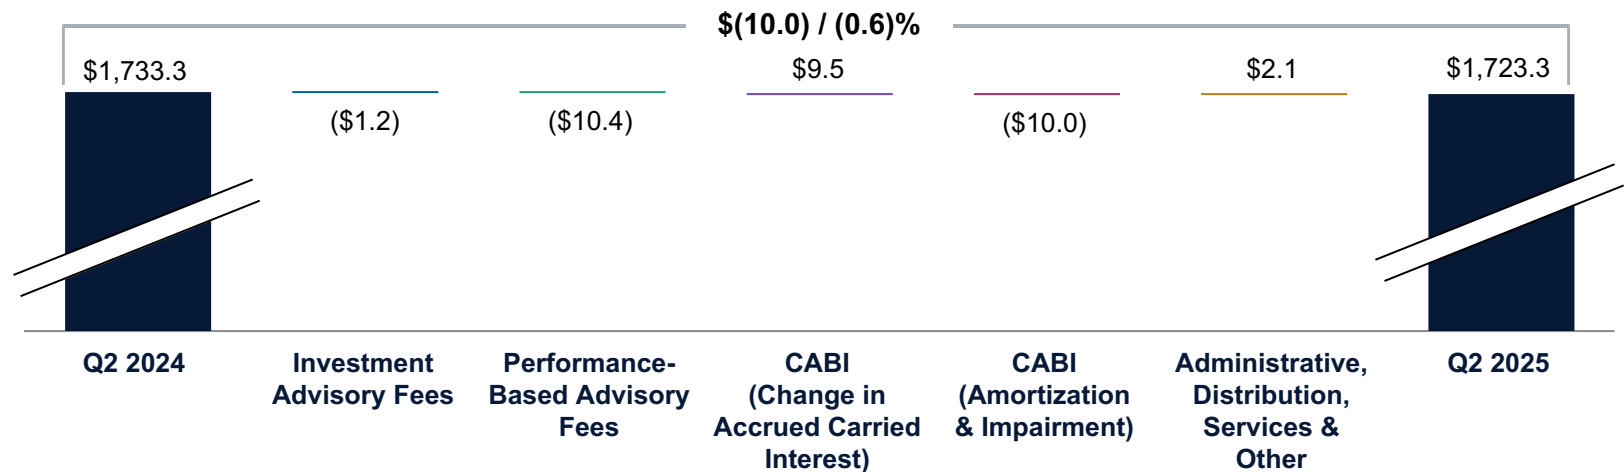 $(10.0) / (0.6)%
$1,733.3
($1.2)
($10.4)
$9.5
($10.0)
$2.1
$1,723.3
Q2 2024
Investment
Advisory Fees
Performance-
Based Advisory
Fees
CABI
(Change in
Accrued Carried
Interest)
CABI
(Amortization
& Impairment)
Administrative,
Distribution,
Services &
Other
Q2 2025